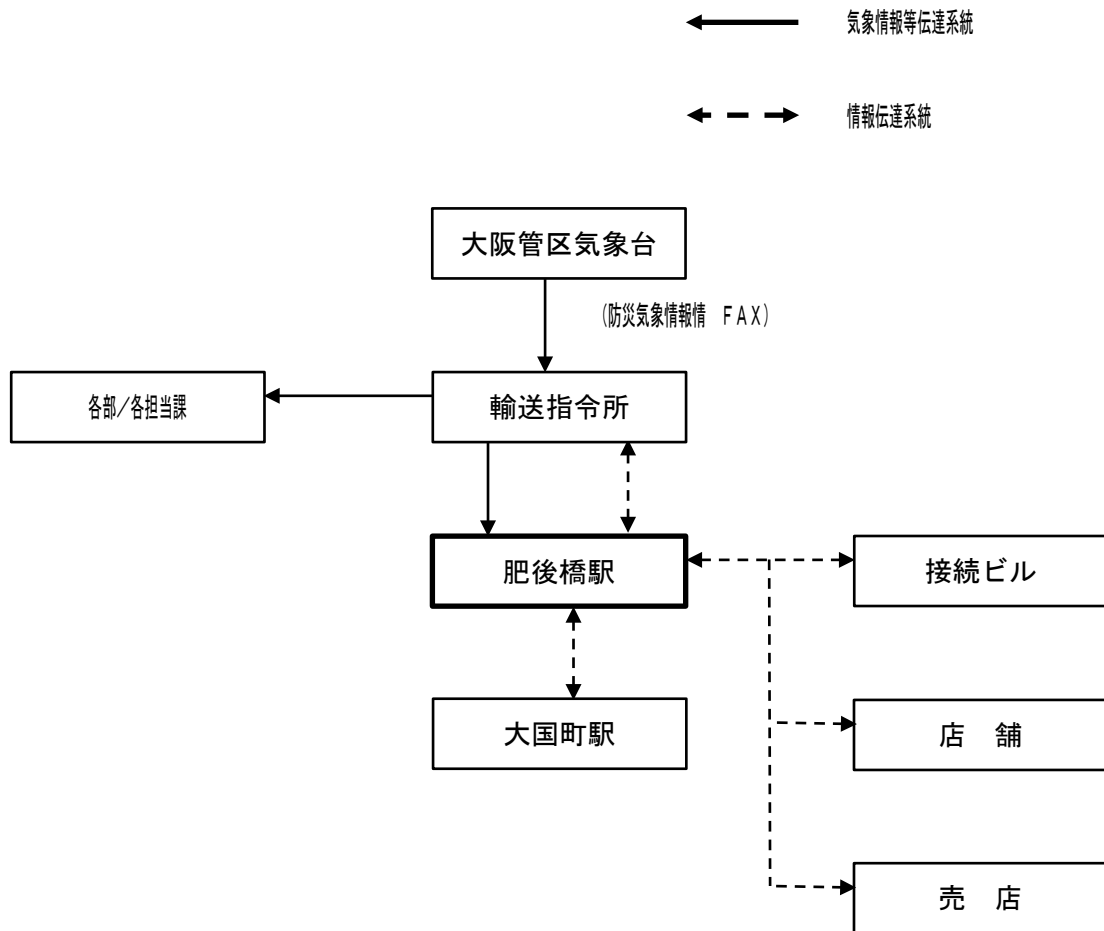 気象情報等伝達系統
情報伝達系統
大阪管区気象台
(防災気象情報情　ＦＡＸ)
各部／各担当課
輸送指令所
肥後橋駅
接続ビル
大国町駅
店　舗
売　店